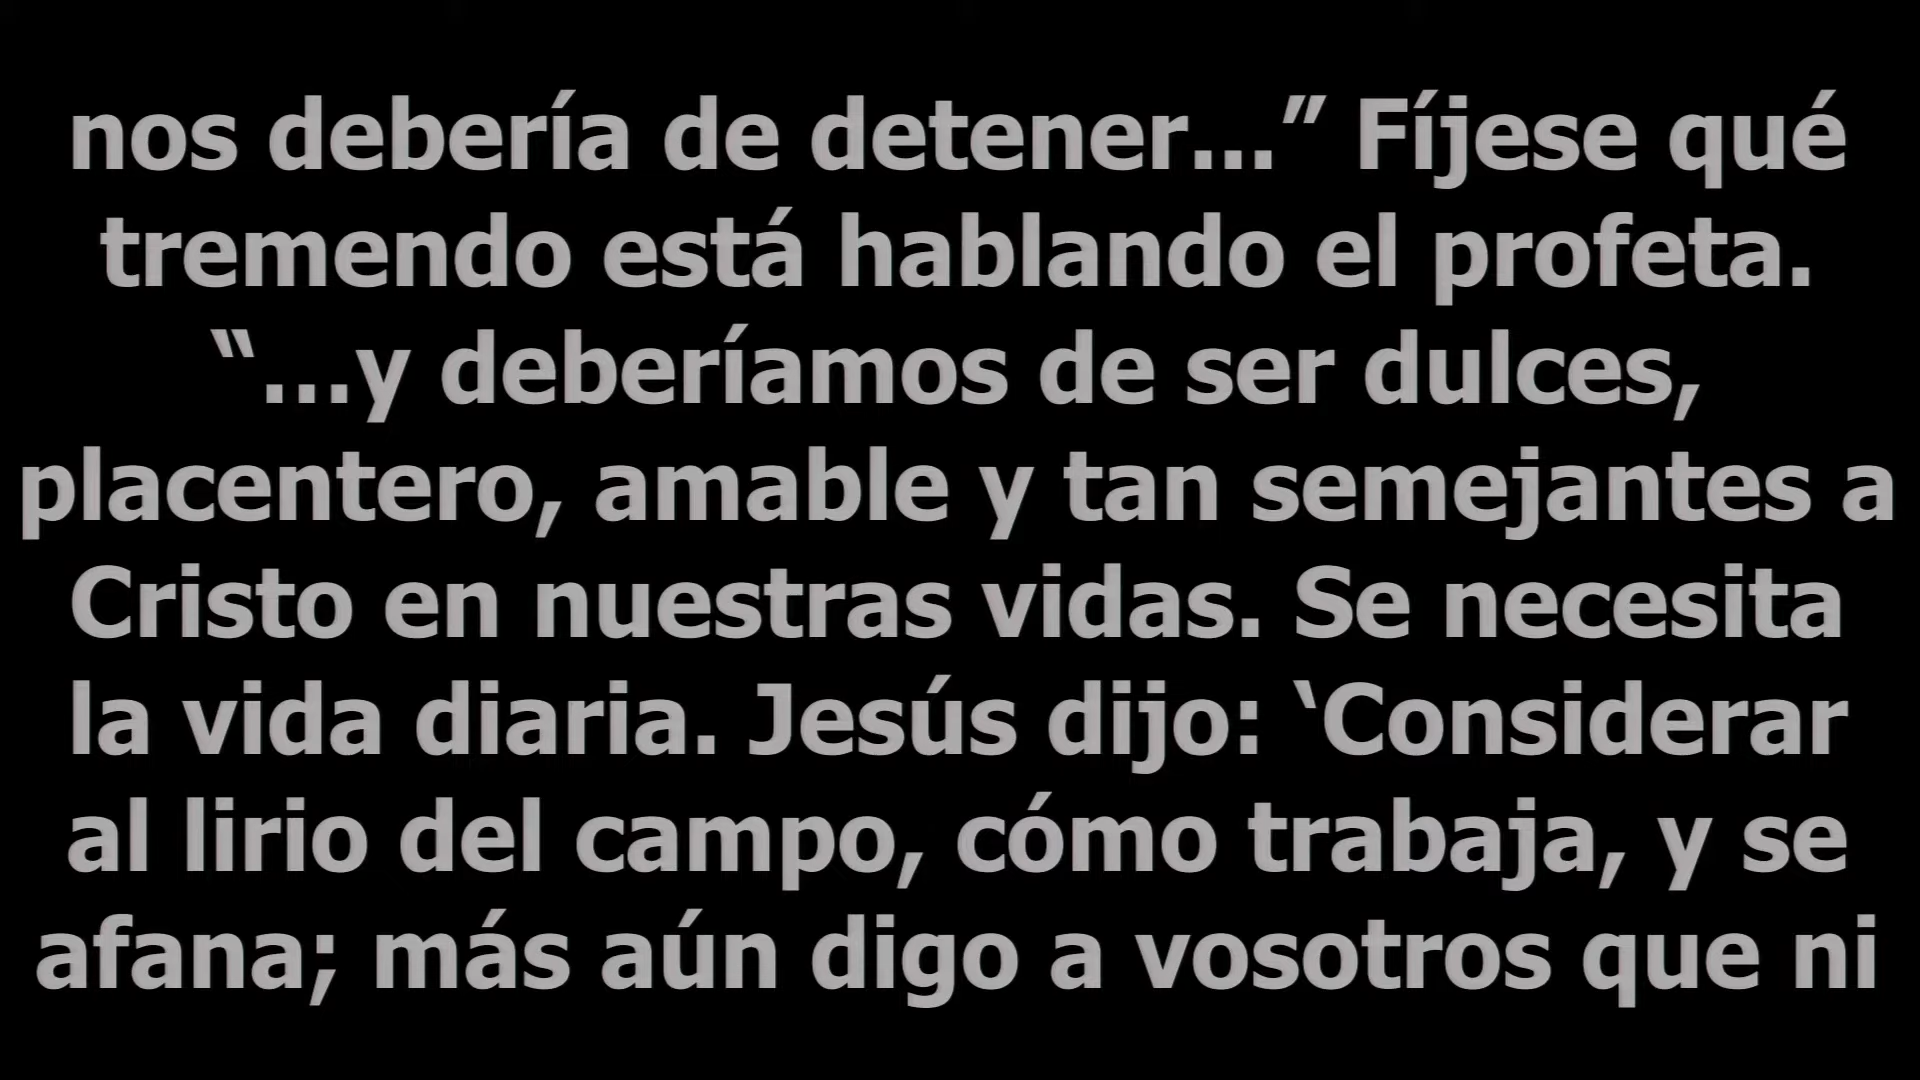 nos debería de detener...” Fíjese qué
tremendo está hablando el profeta.
“...y deberíamos de ser dulces,
placentero, amable y tan semejantes a
Cristo en nuestras vidas. Se necesita
la vida diaria. Jesús dijo: ‘Considerar
al lirio del campo, cómo trabaja, y se
afana; más aún digo a vosotros que ni